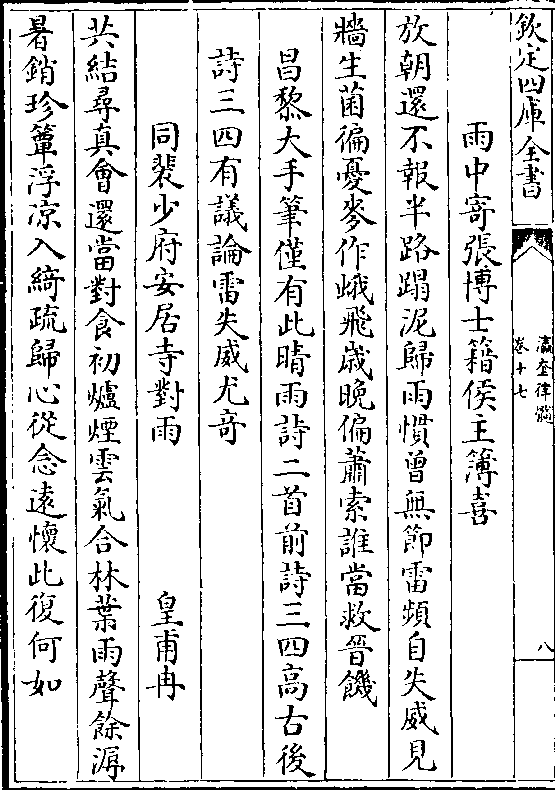 欽定四庫全書
瀛奎律髓
卷十七
八
雨中寄張博士籍侯主簿喜
放朝還不報半路蹋泥歸雨慣曾無節雷頻自失威見
牆生菌徧憂麥作蛾飛歳晚偏蕭索誰當救晉饑
昌黎大手筆僅有此晴雨詩二首前詩三四高古後
詩三四有議論雷失威尤奇
同裴少府安居寺對雨　皇甫冉
共結尋真會還當對食初爐煙雲氣合林葉雨聲餘溽
暑銷珍簟浮凉入綺疏歸心從念遠懷此復何如